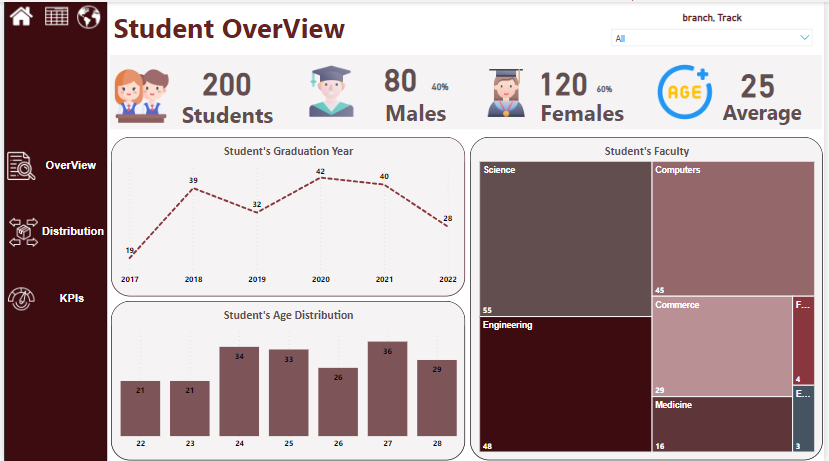 Student OverView
branch, Track
All
200
Students
80 40%
Males
120 60%
Females
AGE
25
Average
OverView
Distribution
KPIs
Student's Graduation Year
19
39
32
42
40
28
2017 2018 2019 2020 2021 2022
Student's Age Distribution
21 21 34 33 26 36 29
22 23 24 25 26 27 28
Student's Faculty
Science
55
Engineering
48
Computers
45
Commerce
29
Medicine
16
F...
4
E...
3